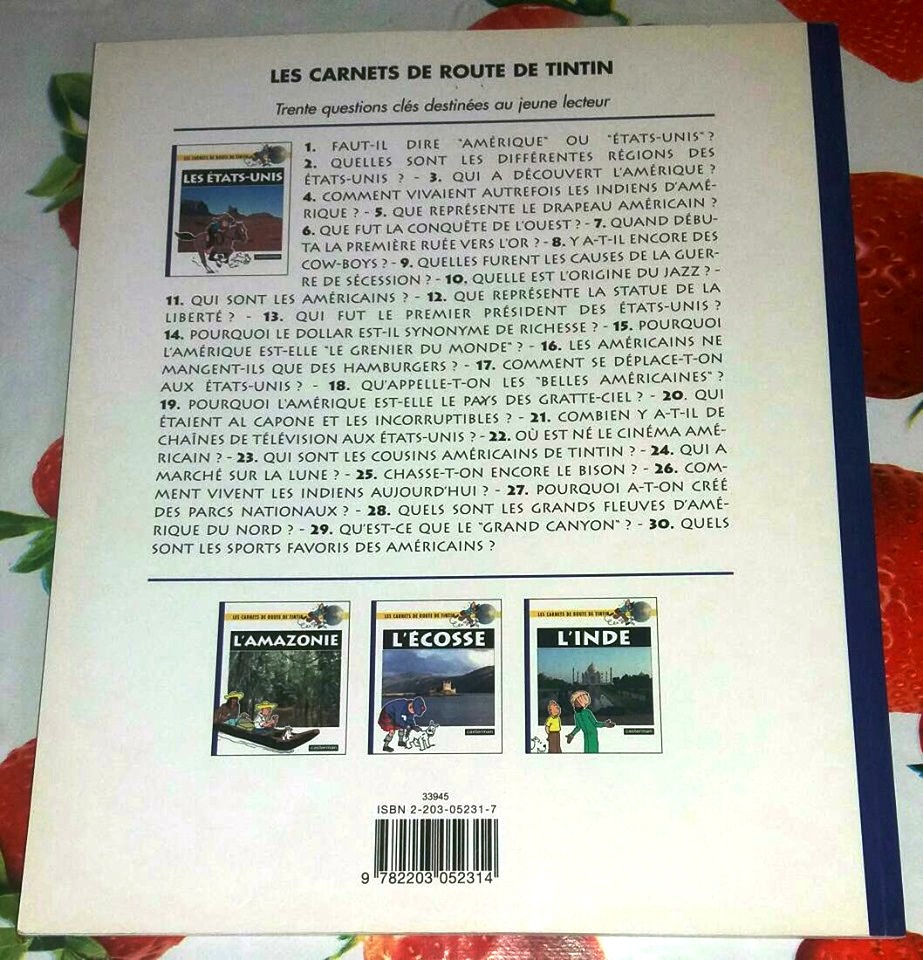 LES CARNETS DE ROUTE DE TINTIN
Trente questions clés destinées au jeune lecteur
LES CARNETS DE ROUTE DE TINTIN
LES ÉTATS-UNIS
casterman
1. FAUT-IL DIRE "AMÉRIQUE" OU "ÉTATS-UNIS" ?
2. QUELLES SONT LES DIFFÉRENTES RÉGIONS DES
ÉTATS-UNIS ? - 3. QUI A DÉCOUVERT L'AMÉRIQUE ?
4. COMMENT VIVAIENT AUTREFOIS LES INDIENS D'AMÉ-
RIQUE ? - 5. QUE REPRÉSENTE LE DRAPEAU AMÉRICAIN ?
6. QUE FUT LA CONQUÊTE DE L'OUEST ? - 7. QUAND DÉBU-
TA LA PREMIÈRE RUÉE VERS L'OR ? - 8. Y A-T-IL ENCORE DES
COW-BOYS ? - 9. QUELLES FURENT LES CAUSES DE LA GUER-
RE DE SÉCESSION ? - 10. QUELLE EST L'ORIGINE DU JAZZ ? -
11. QUI SONT LES AMÉRICAINS ? - 12. QUE REPRÉSENTE LA STATUE DE LA
LIBERTÉ ? - 13. QUI FUT LE PREMIER PRÉSIDENT DES ÉTATS-UNIS ?
14. POURQUOI LE DOLLAR EST-IL SYNONYME DE RICHESSE ? - 15. POURQUOI
L'AMÉRIQUE EST-ELLE "LE GRENIER DU MONDE" ? - 16. LES AMÉRICAINS NE
MANGENT-ILS QUE DES HAMBURGERS ? - 17. COMMENT SE DÉPLACE-T-ON
AUX ÉTATS-UNIS ? - 18. QU'APPELLE-T-ON LES "BELLES AMÉRICAINES" ?
19. POURQUOI L'AMÉRIQUE EST-ELLE LE PAYS DES GRATTE-CIEL ? - 20. QUI
ÉTAIENT AL CAPONE ET LES INCORRUPTIBLES ? - 21. COMBIEN Y A-T-IL DE
CHAÎNES DE TÉLÉVISION AUX ÉTATS-UNIS ? - 22. OÙ EST NÉ LE CINÉMA AMÉ-
RICAIN ? - 23. QUI SONT LES COUSINS AMÉRICAINS DE TINTIN ? - 24. QUI A
MARCHÉ SUR LA LUNE ? - 25. CHASSE-T-ON ENCORE LE BISON ? - 26. COM-
MENT VIVENT LES INDIENS AUJOURD'HUI ? - 27. POURQUOI A-T-ON CRÉÉ
DES PARCS NATIONAUX ? - 28. QUELS SONT LES GRANDS FLEUVES D'AMÉ-
RIQUE DU NORD ? - 29. QU'EST-CE QUE LE "GRAND CANYON" ? - 30. QUELS
SONT LES SPORTS FAVORIS DES AMÉRICAINS ?
LES CARNETS DE ROUTE DE TINTIN
L'AMAZONIE
casterman
LES CARNETS DE ROUTE DE TINTIN
L'ÉCOSSE
casterman
LES CARNETS DE ROUTE DE TINTIN
L'INDE
casterman
33945
ISBN 2-203-05231-7
9 782203 052314